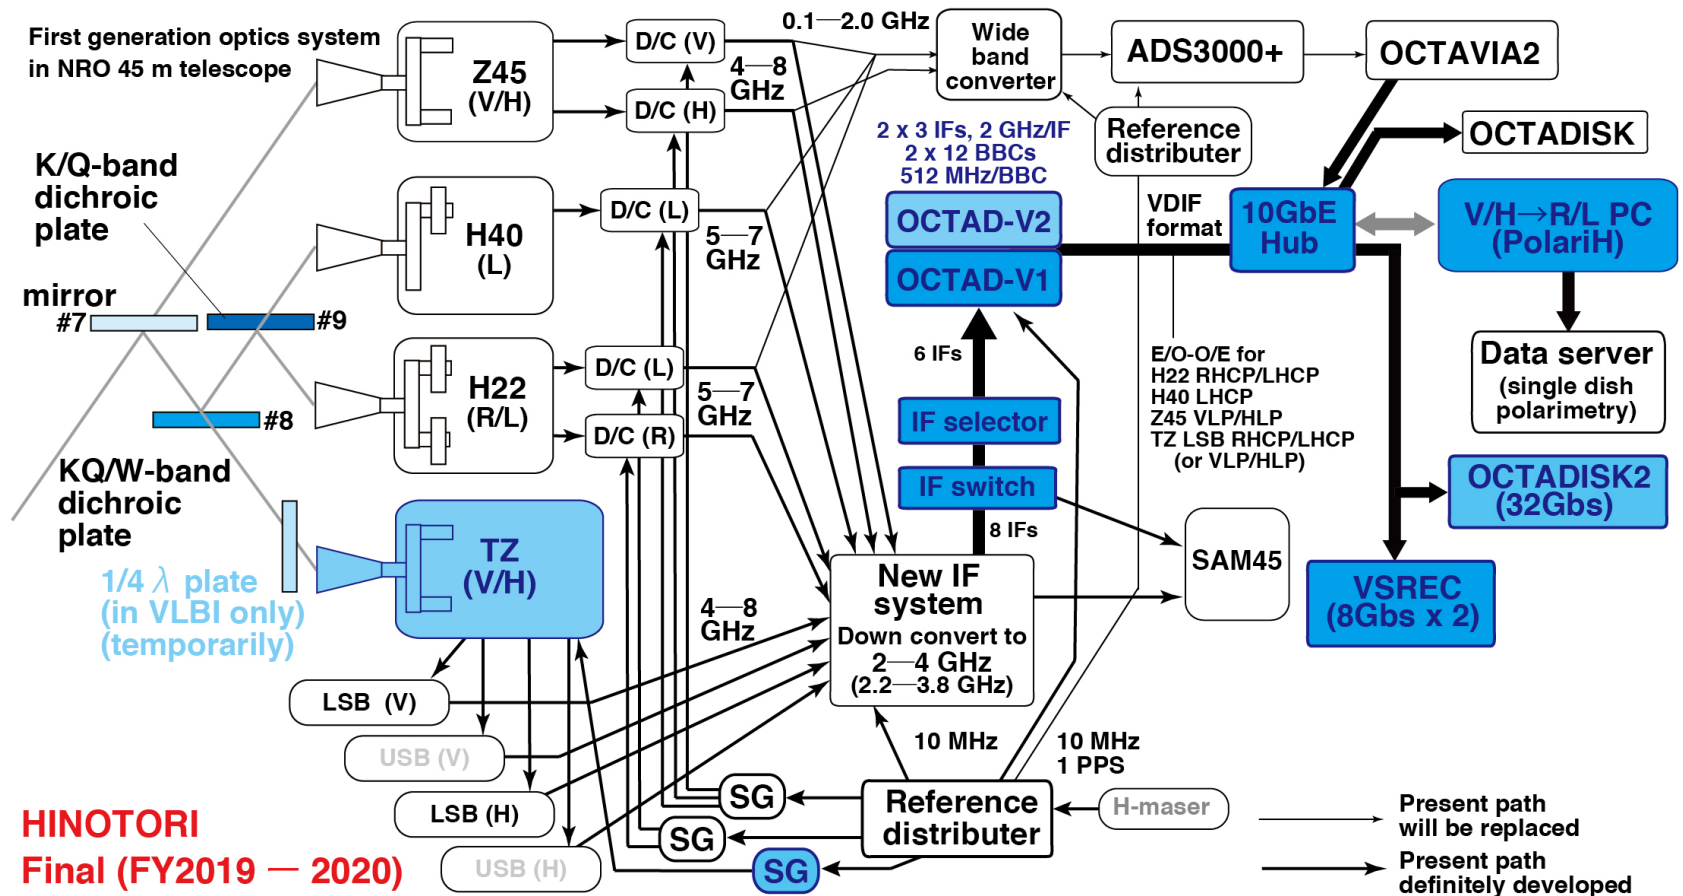 First generation optics system
in NRO 45 m telescope
K/Q-band
dichroic
plate
mirror
#7
#9
#8
KQ/W-band
dichroic
plate
1/4 λ plate
(in VLBI only)
(temporarily)
HINOTORI
Final (FY2019 — 2020)
Z45
(V/H)
H40
(L)
H22
(R/L)
TZ
(V/H)
LSB (V)
USB (V)
LSB (H)
USB (H)
D/C (V)
D/C (H)
D/C (L)
D/C (L)
D/C (R)
0.1—2.0 GHz
4—8
GHz
5—7
GHz
5—7
GHz
4—8
GHz
Wide
band
converter
ADS3000+
OCTAVIA2
Reference
distributer
OCTADISK
2 x 3 IFs, 2 GHz/IF
2 x 12 BBCs
512 MHz/BBC
OCTAD-V2
OCTAD-V1
VDIF
format
10GbE
Hub
V/H→R/L PC
(PolariH)
Data server
(single dish
polarimetry)
E/O-O/E for
H22 RHCP/LHCP
H40 LHCP
Z45 VLP/HLP
TZ LSB RHCP/LHCP
(or VLP/HLP)
6 IFs
IF selector
IF switch
8 IFs
SAM45
OCTADISK2
(32Gbs)
VSREC
(8Gbs x 2)
New IF
system
Down convert to
2—4 GHz
(2.2—3.8 GHz)
10 MHz
10 MHz
1 PPS
SG
SG
SG
Reference
distributer
H-maser
Present path
will be replaced
Present path
definitely developed